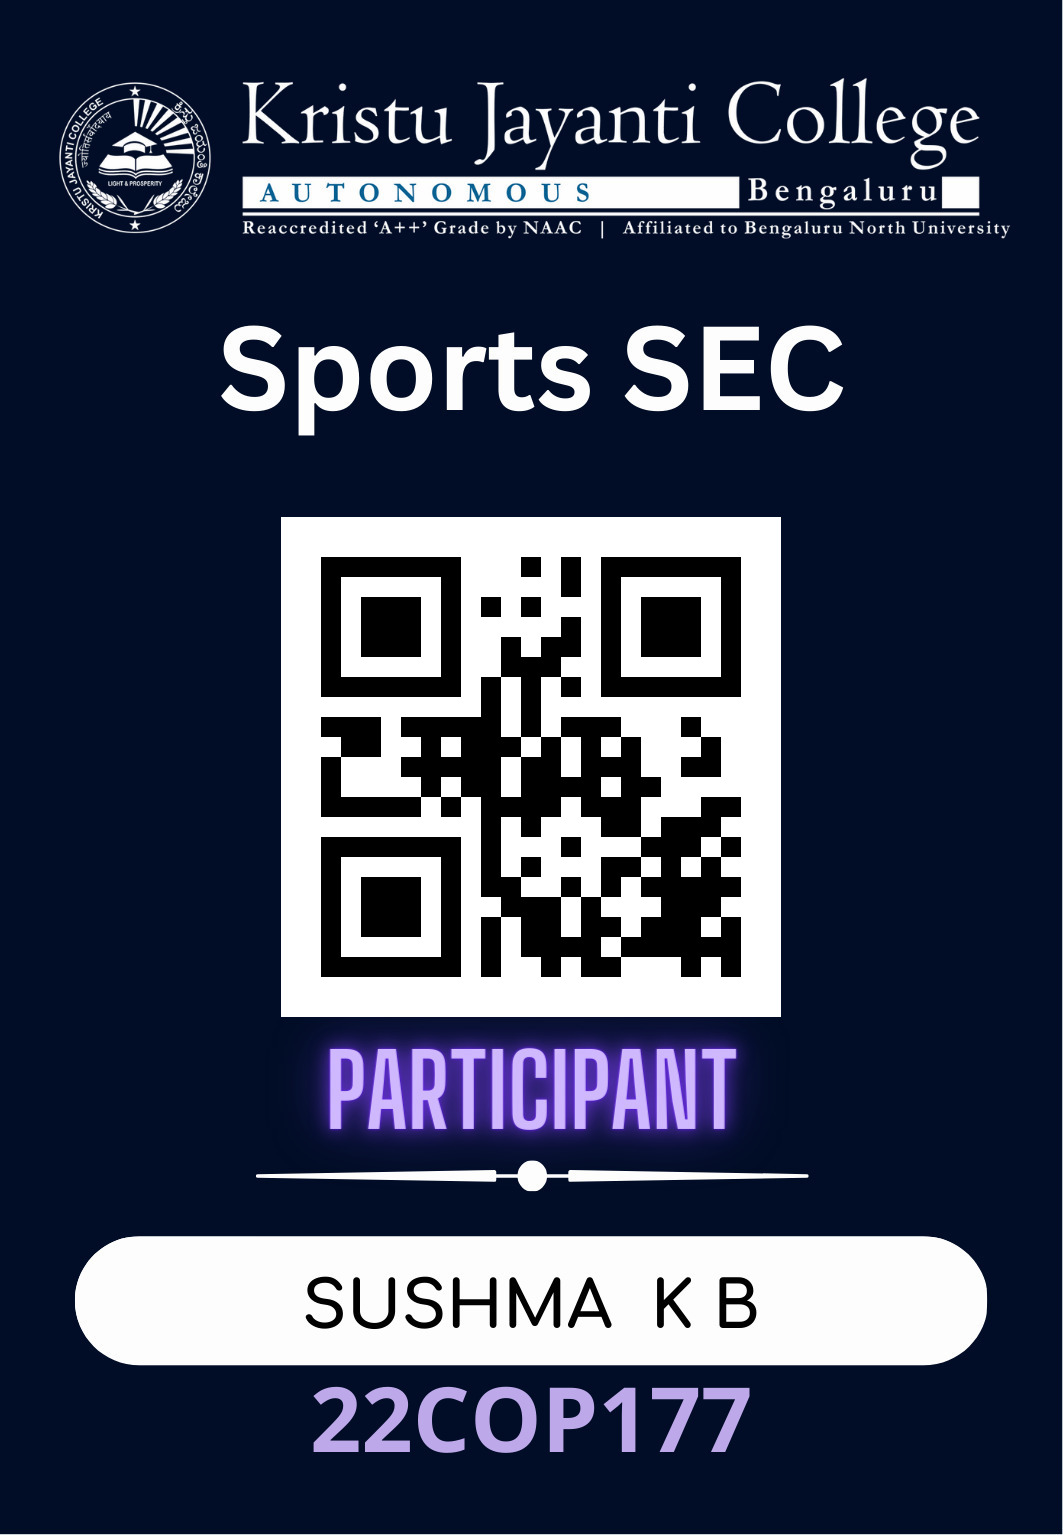 Kristu Jayanti College
AUTONOMOUS Bengaluru
Reaccredited ‘A++’ Grade by NAAC | Affiliated to Bengaluru North University
KRISTU JAYANTI COLLEGE
ಕ್ರಿಸ್ತು ಜಯಂತಿ ಕಾಲೇಜು
LIGHT & PROSPERITY
Sports SEC
PARTICIPANT
SUSHMA K B
22COP177